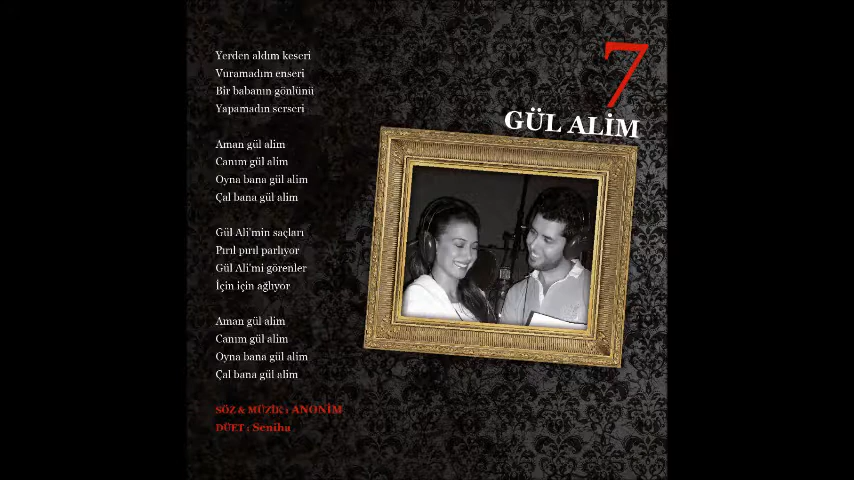 Yerden aldım keseri
Vuramadım enseri
Bir babanın gönlünü
Yapamadın serseri
Aman gül alim
Canım gül alim
Oyna bana gül alim
Çal bana gül alim
Gül Ali'min saçları
Pırıl pırıl parlıyor
Gül Ali'mi görenler
İçin için ağlıyor
Aman gül alim
Canım gül alim
Oyna bana gül alim
Çal bana gül alim
SÖZ & MÜZİK : ANONİM
DÜET : Seniha
7
GÜL ALİM